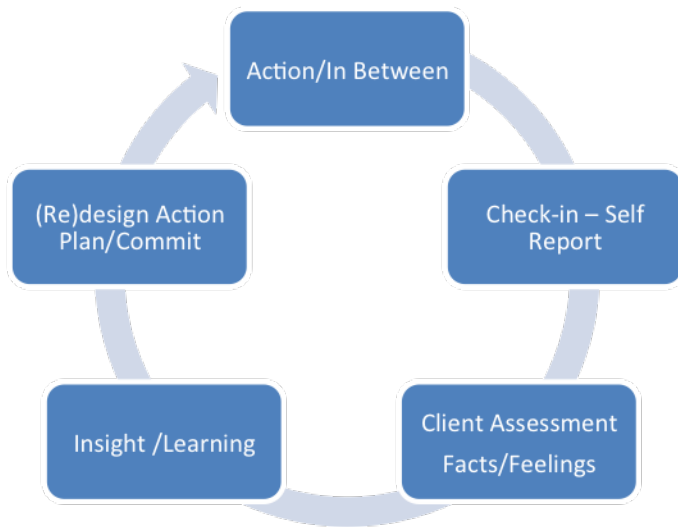 Action/In Between
Check-in – Self
Report
Client Assessment
Facts/Feelings
Insight /Learning
(Re)design Action
Plan/Commit